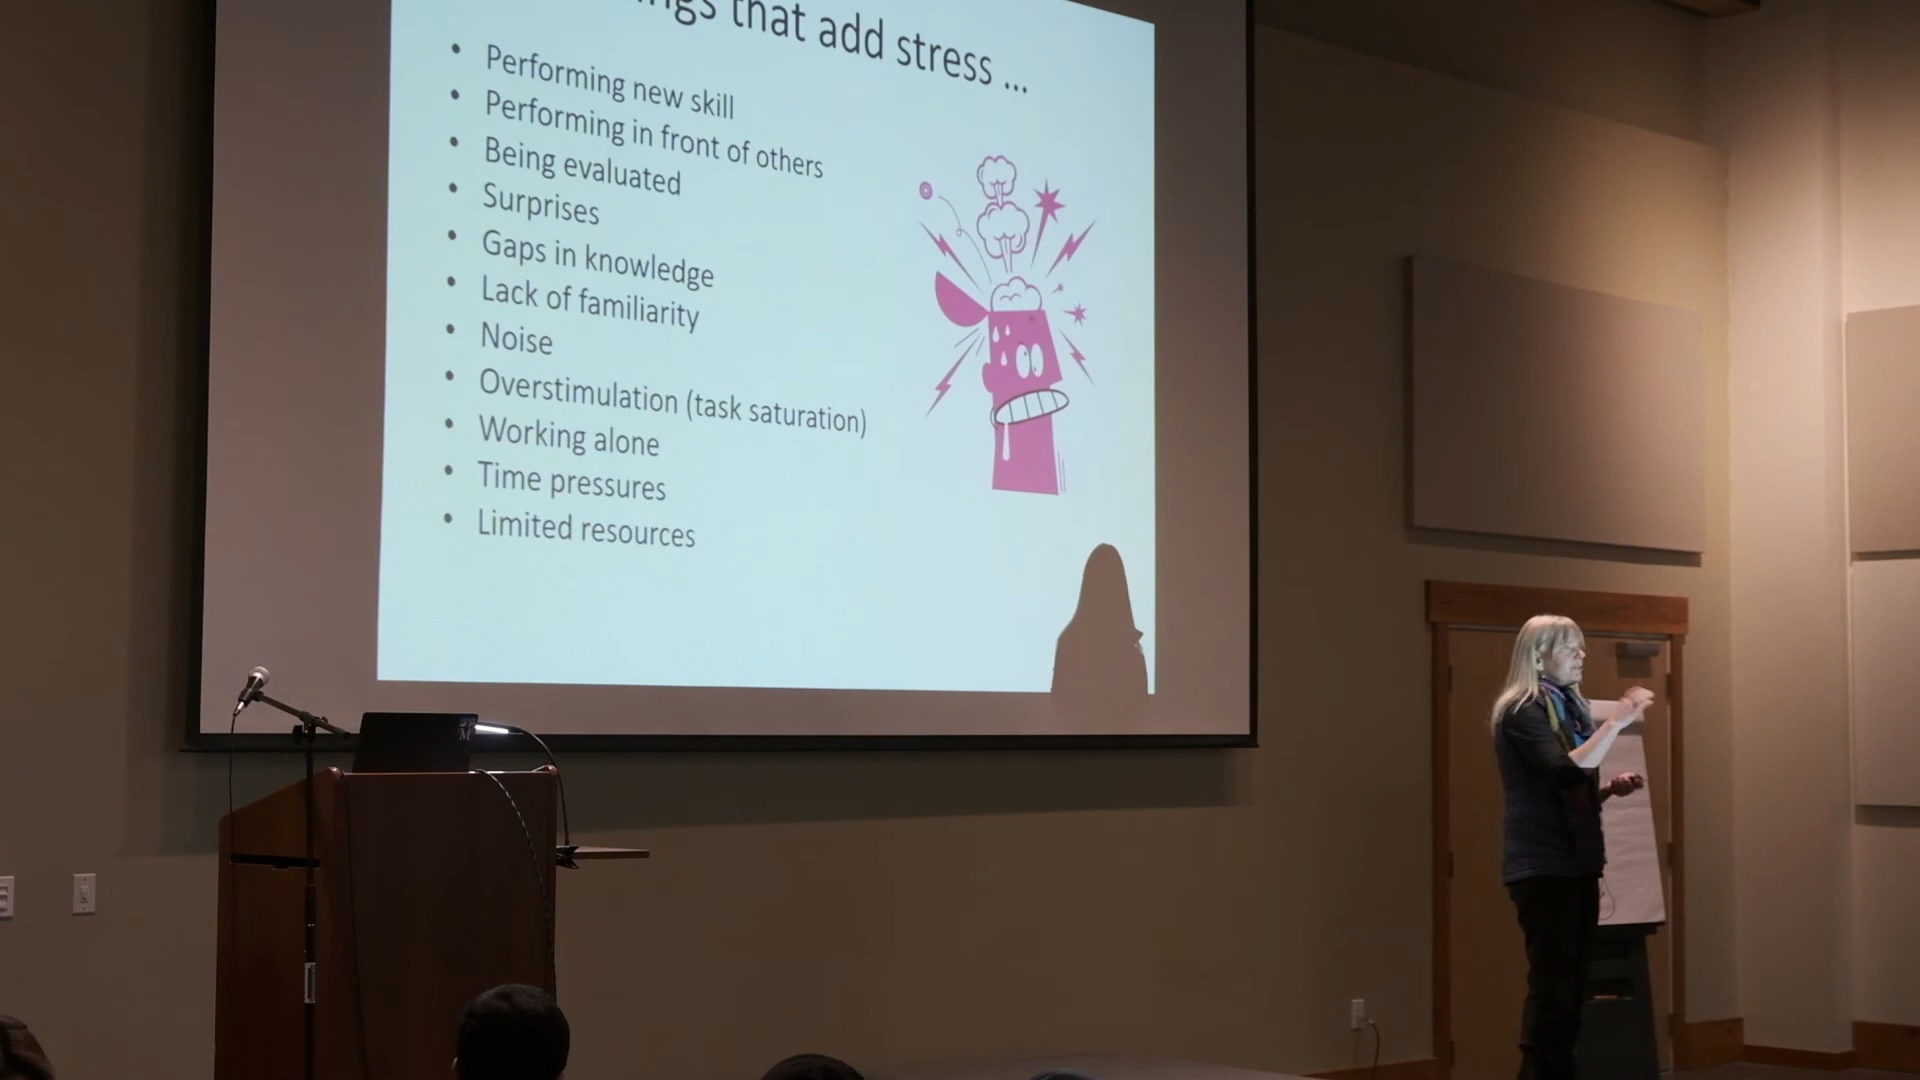 that add stress ...
• Performing new skill
• Performing in front of others
• Being evaluated
• Surprises
• Gaps in knowledge
• Lack of familiarity
• Noise
• Overstimulation (task saturation)
• Working alone
• Time pressures
• Limited resources